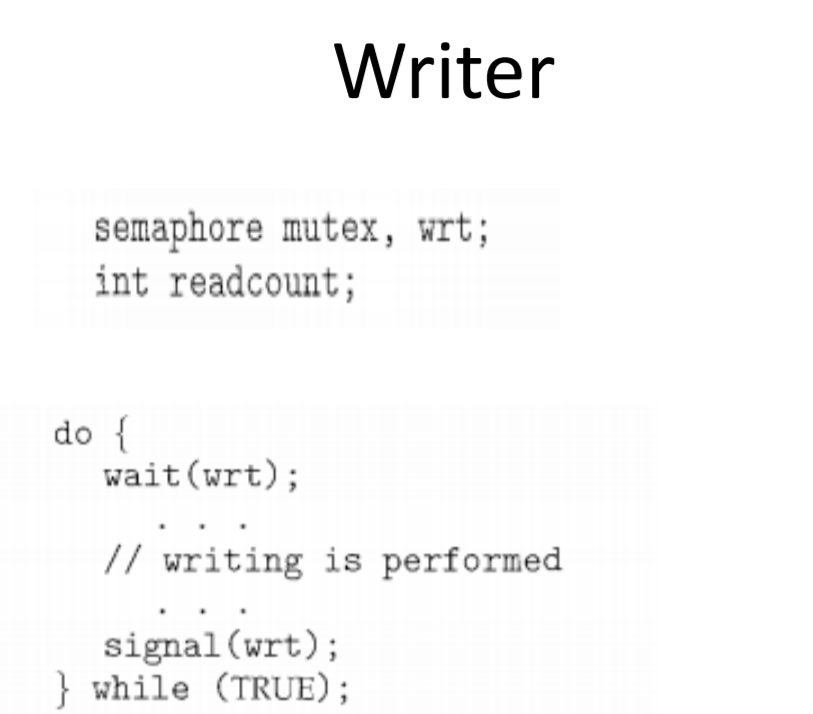 Writer
semaphore mutex, wrt;
int readcount;
do {
wait(wrt);
. . .
// writing is performed
. . .
signal(wrt);
} while (TRUE);